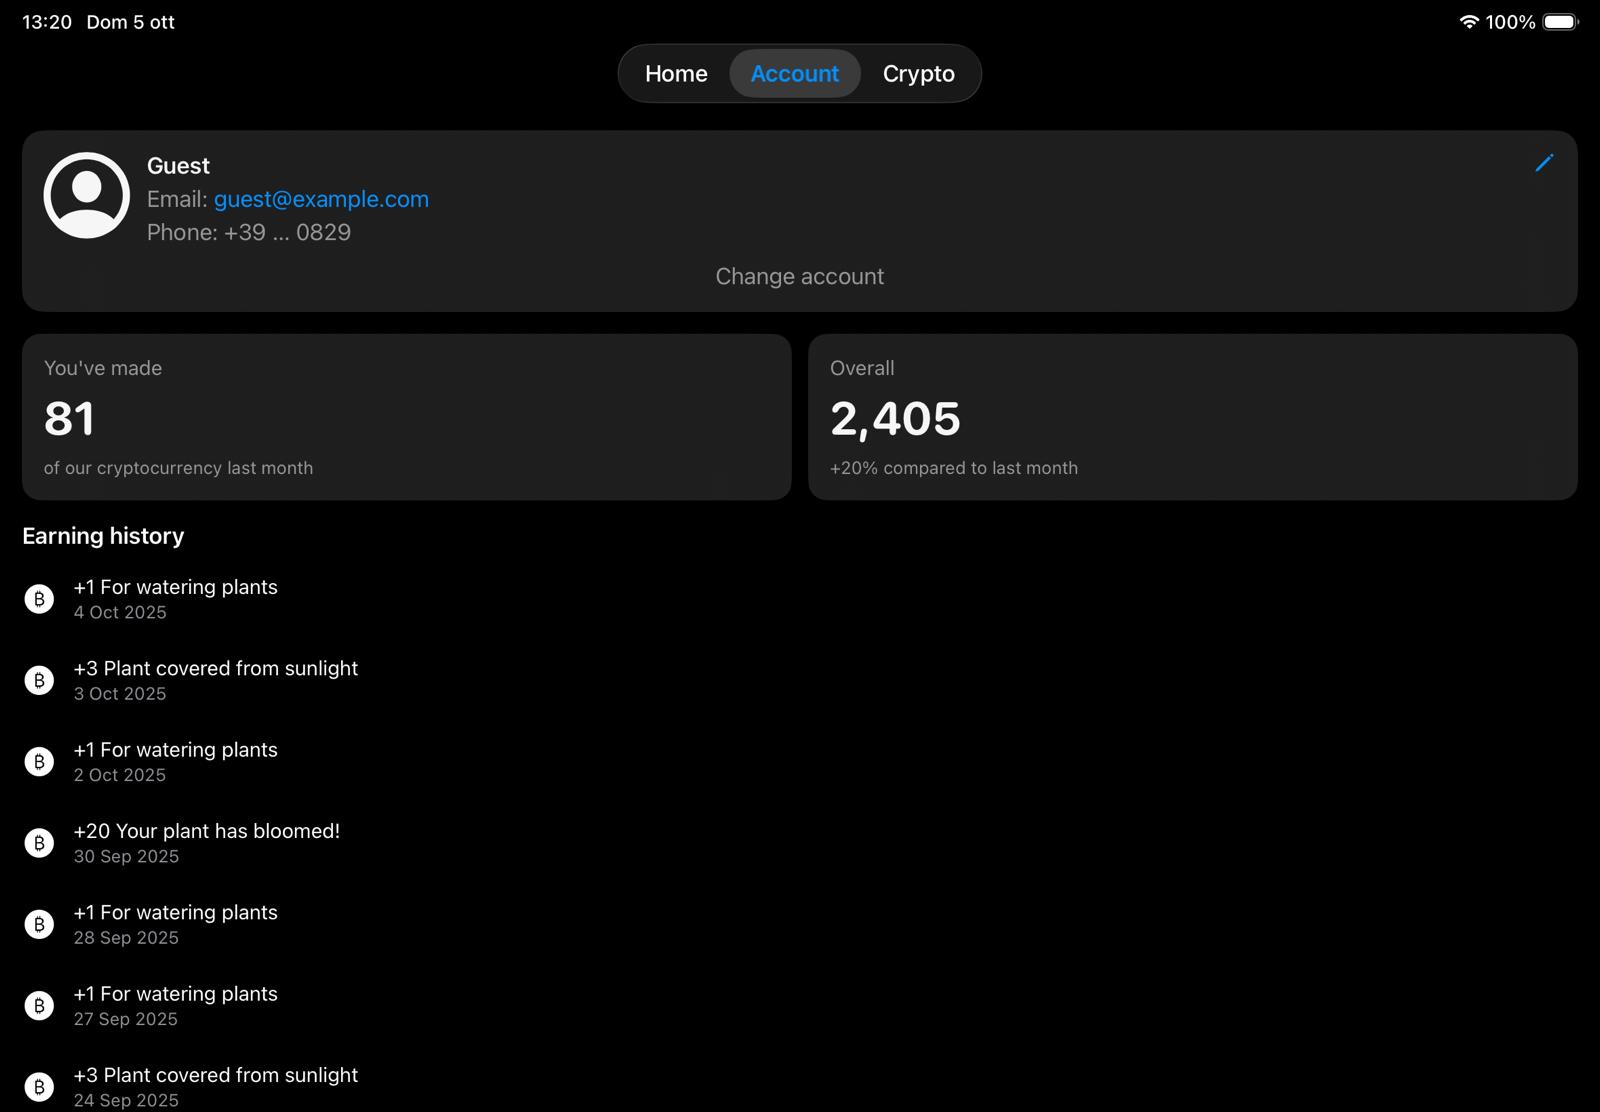 13:20 Dom 5 ott
100%
Home Account Crypto
Guest
Email: guest@example.com
Phone: +39 ... 0829
Change account
You've made
81
of our cryptocurrency last month
Overall
2,405
+20% compared to last month
Earning history
+1 For watering plants
4 Oct 2025
+3 Plant covered from sunlight
3 Oct 2025
+1 For watering plants
2 Oct 2025
+20 Your plant has bloomed!
30 Sep 2025
+1 For watering plants
28 Sep 2025
+1 For watering plants
27 Sep 2025
+3 Plant covered from sunlight
24 Sep 2025